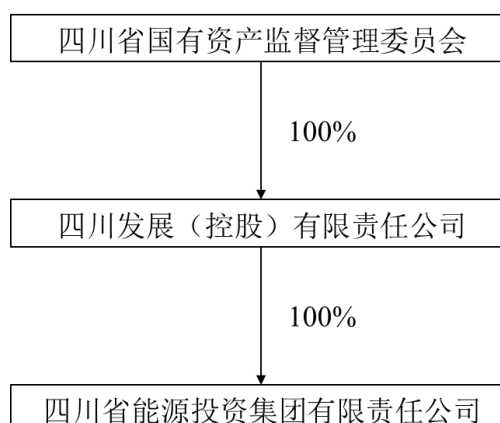 四川省国有资产监督管理委员会
100%
四川发展（控股）有限责任公司
100%
四川省能源投资集团有限责任公司